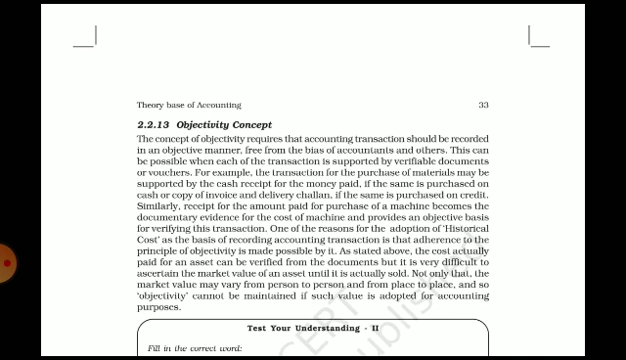 Theory base of Accounting 33
2.2.13 Objectivity Concept
The concept of objectivity requires that accounting transaction should be recorded
in an objective manner, free from the bias of accountants and others. This can
be possible when each of the transaction is supported by verifiable documents
or vouchers. For example, the transaction for the purchase of materials may be
supported by the cash receipt for the money paid, if the same is purchased on
cash or copy of invoice and delivery challan, if the same is purchased on credit.
Similarly, receipt for the amount paid for purchase of a machine becomes the
documentary evidence for the cost of machine and provides an objective basis
for verifying this transaction. One of the reasons for the adoption of 'Historical
Cost' as the basis of recording accounting transaction is that adherence to the
principle of objectivity is made possible by it. As stated above, the cost actually
paid for an asset can be verified from the documents but it is very difficult to
ascertain the market value of an asset until it is actually sold. Not only that, the
market value may vary from person to person and from place to place, and so
'objectivity' cannot be maintained if such value is adopted for accounting
purposes.
Test Your Understanding - II
Fill in the correct word: